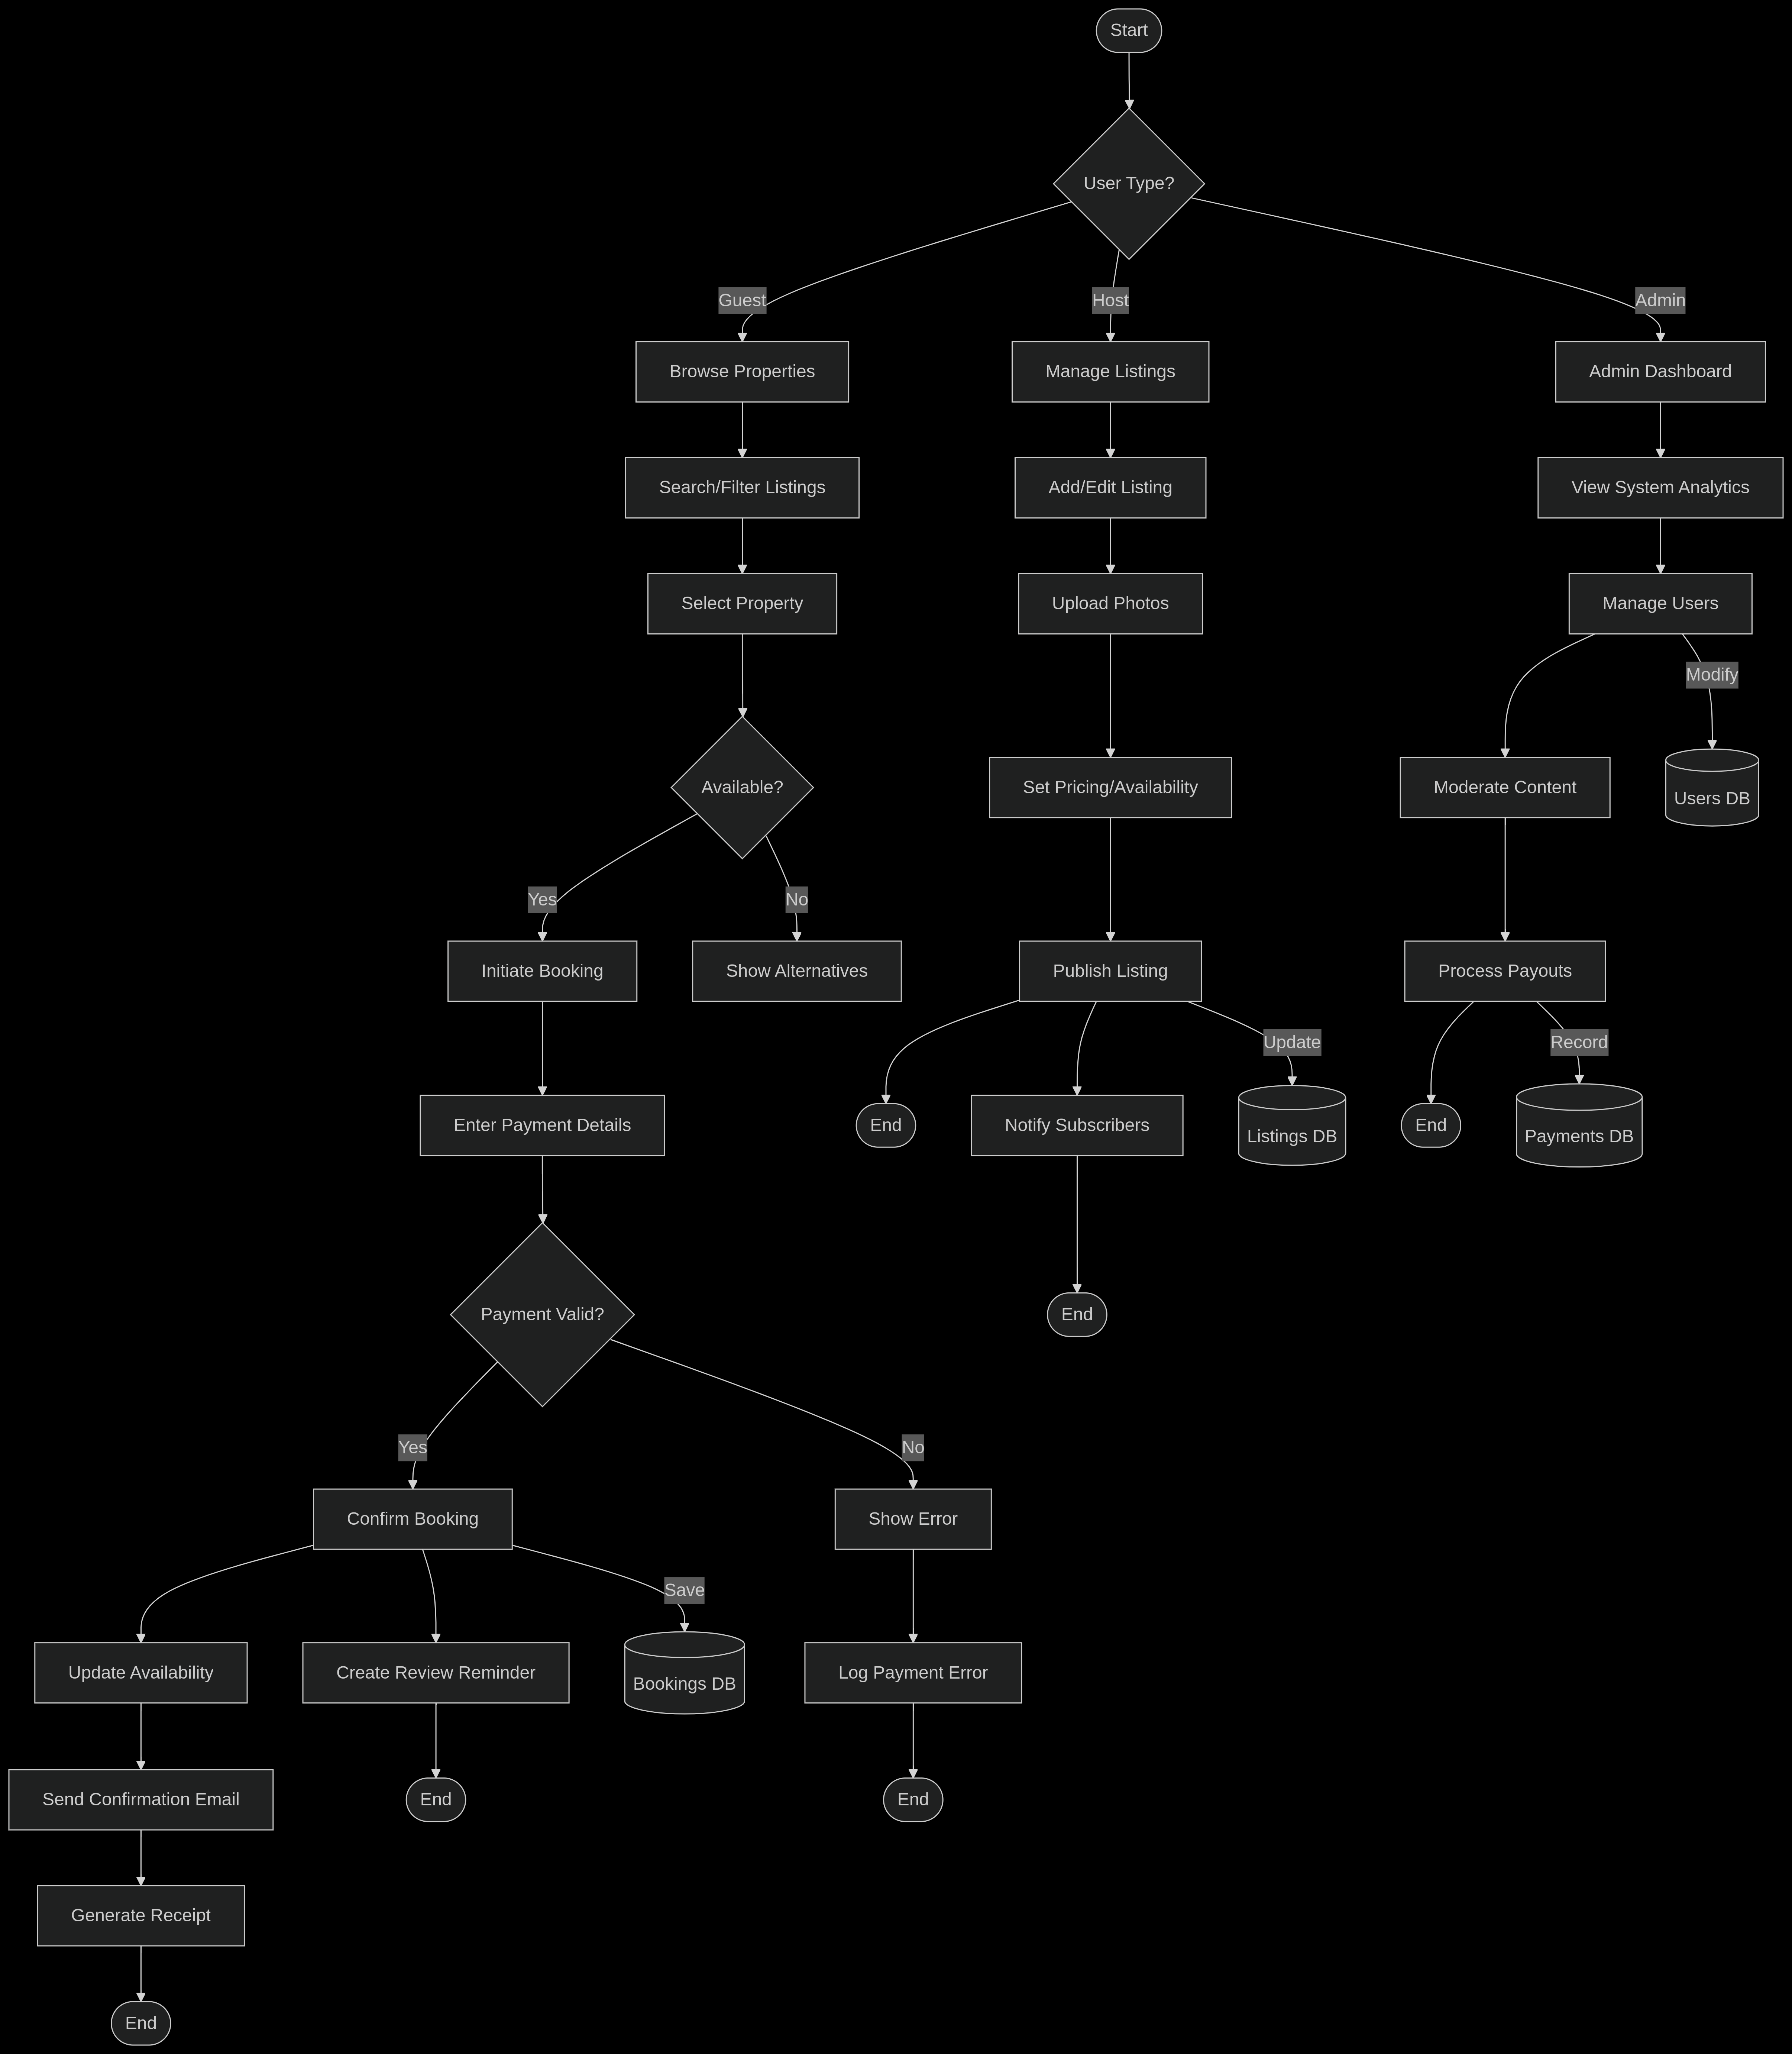 Start
User Type?
Guest
Host
Admin
Browse Properties
Manage Listings
Admin Dashboard
Search/Filter Listings
Add/Edit Listing
View System Analytics
Select Property
Upload Photos
Manage Users
Modify
Available?
Set Pricing/Availability
Moderate Content
Users DB
Yes
No
Initiate Booking
Show Alternatives
Publish Listing
Process Payouts
Update
Record
Enter Payment Details
End
Notify Subscribers
Listings DB
End
Payments DB
Payment Valid?
End
Yes
No
Confirm Booking
Show Error
Save
Update Availability
Create Review Reminder
Bookings DB
Log Payment Error
Send Confirmation Email
End
End
Generate Receipt
End